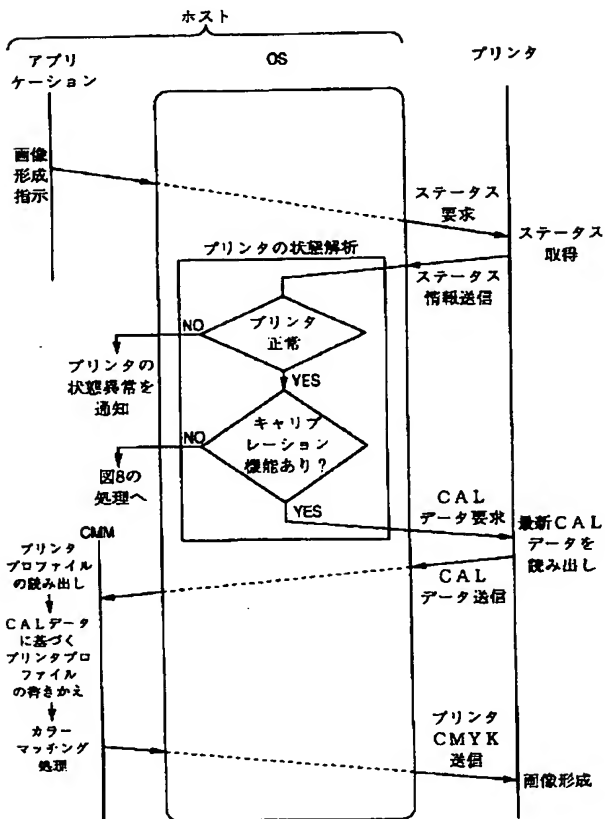 ホスト
アプリ
ケーション
OS
プリンタ
画像
形成
指示
ステータス
要求
ステータス
取得
プリンタの状態解析
ステータス
情報送信
NO
プリンタ
正常
プリンタの
状態異常を
通知
YES
NO
キャリブ
レーション
機能あり?
図8の
処理へ
YES
CAL
データ要求
最新CAL
データを
読み出し
CMM
プリンタ
プロファイル
の読み出し
CAL
データ送信
CALデータ
に基づく
プリンタプロ
ファイル
の書きかえ
カラー
マッチング
処理
プリンタ
CMYK
送信
画像形成